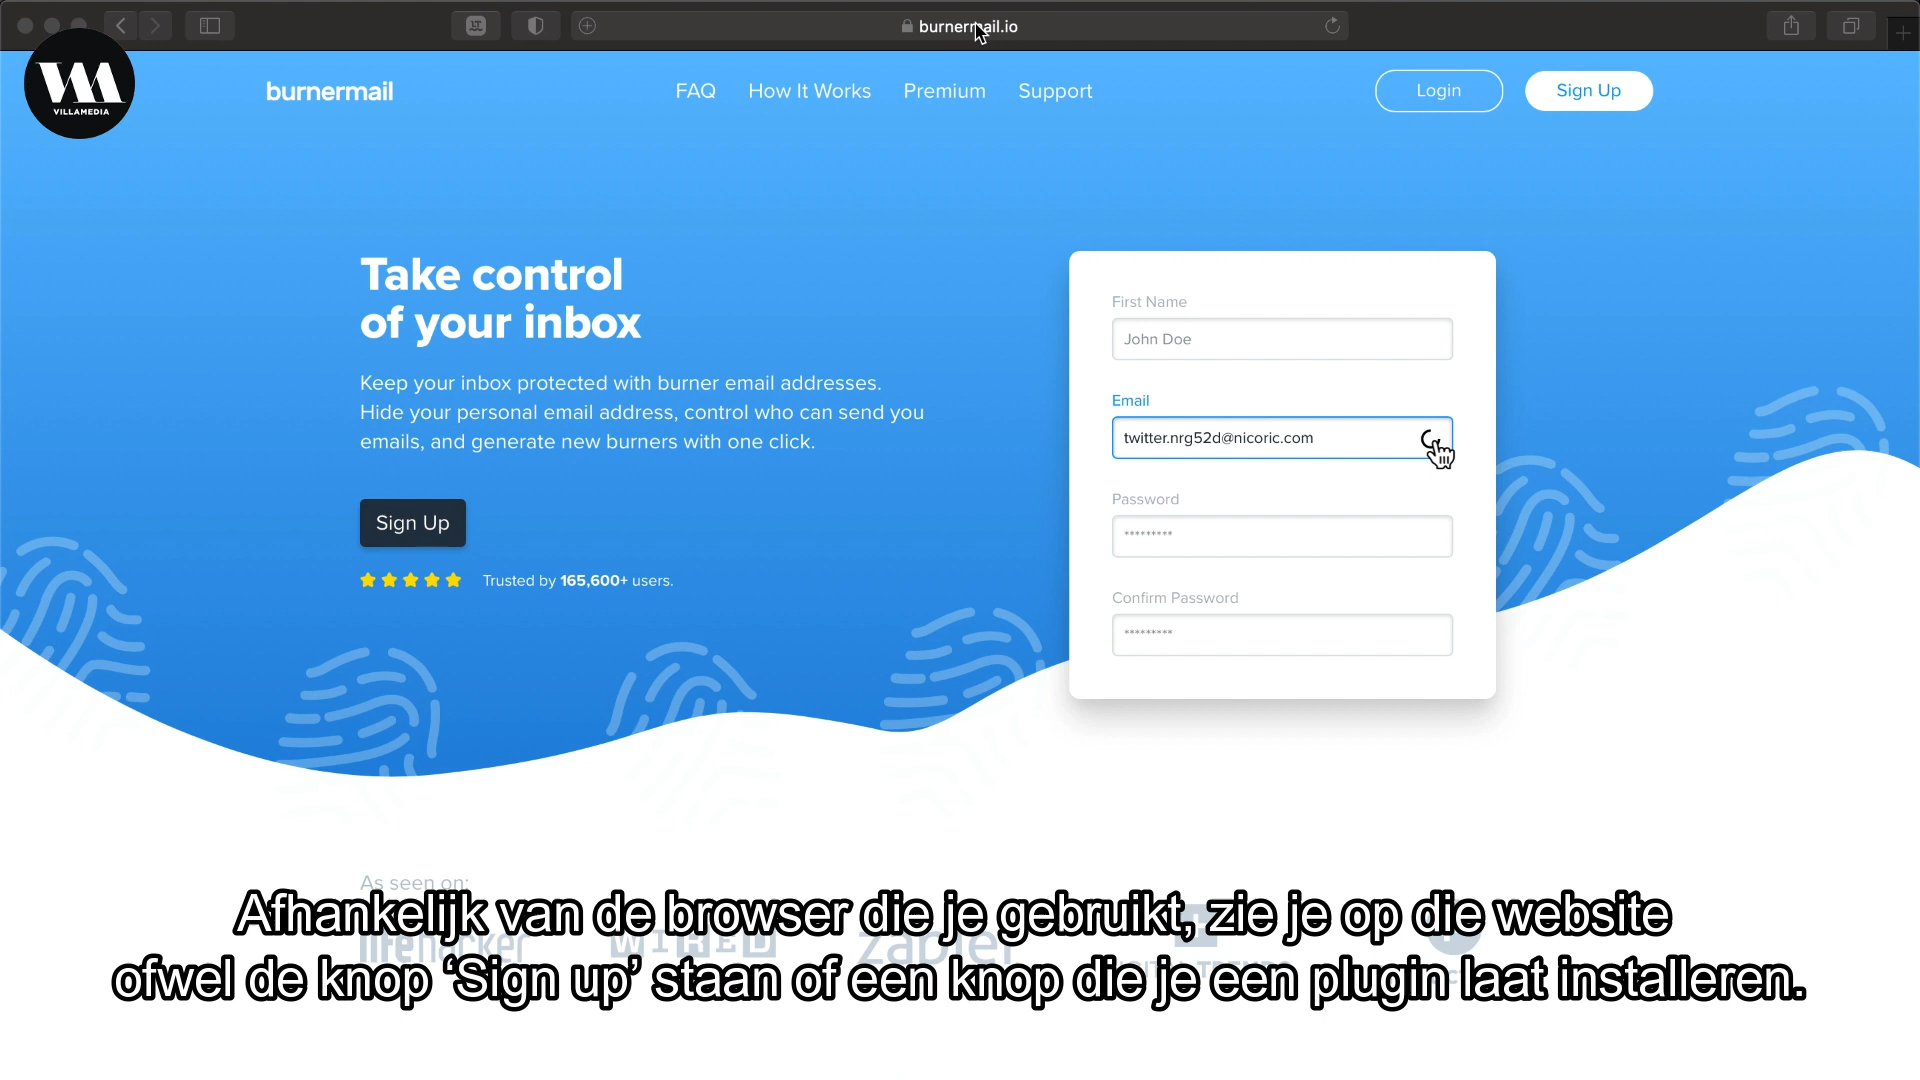 burnermail.io
VILLAMEDIA
burnermail
FAQ
How It Works
Premium
Support
Login
Sign Up
Take control
of your inbox
Keep your inbox protected with burner email addresses.
Hide your personal email address, control who can send you
emails, and generate new burners with one click.
Sign Up
Trusted by 165,600+ users.
First Name
John Doe
Email
twitter.nrg52d@nicoric.com
Password
*********
Confirm Password
*********
As seen on:
lifehacker
WIRED
zapier
Afhankelijk van de browser die je gebruikt, zie je op die website
ofwel de knop ‘Sign up’ staan of een knop die je een plugin laat installeren.